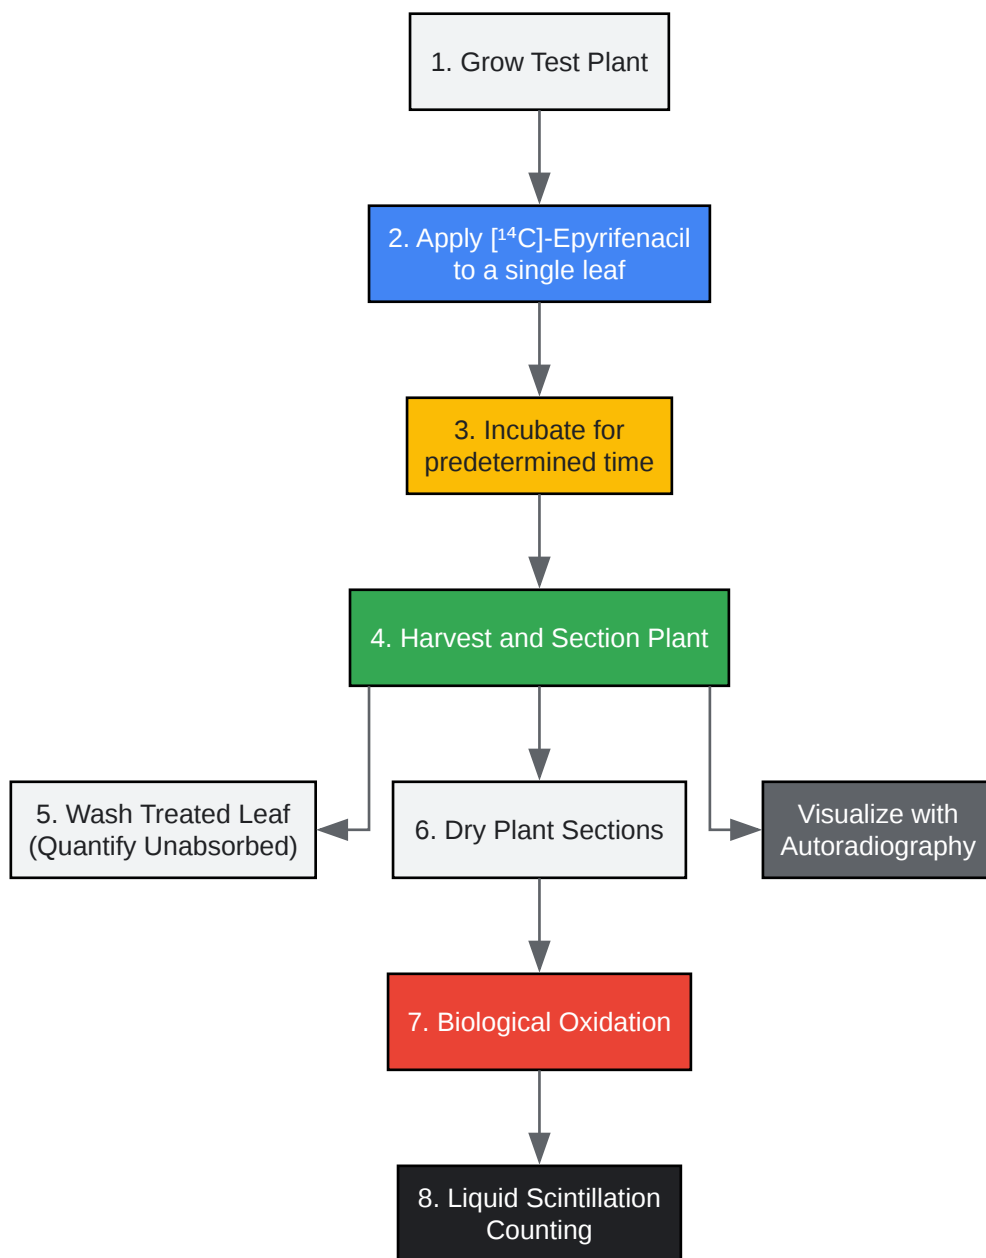 1. Grow Test Plant
2. Apply [¹⁴C]-Epyrifenacil
to a single leaf
3. Incubate for
predetermined time
4. Harvest and Section Plant
5. Wash Treated Leaf
(Quantify Unabsorbed)
6. Dry Plant Sections
Visualize with
Autoradiography
7. Biological Oxidation
8. Liquid Scintillation
Counting